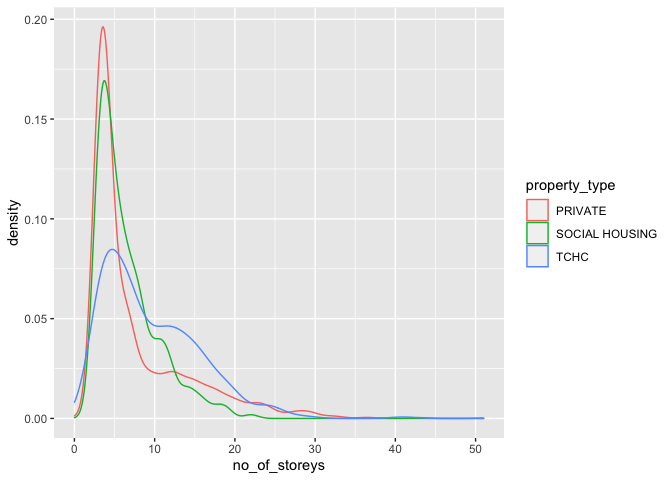 0.20
0.15
0.10
0.05
0.00
density
0 10 20 30 40 50
no_of_storeys
property_type
PRIVATE
SOCIAL HOUSING
TCHC